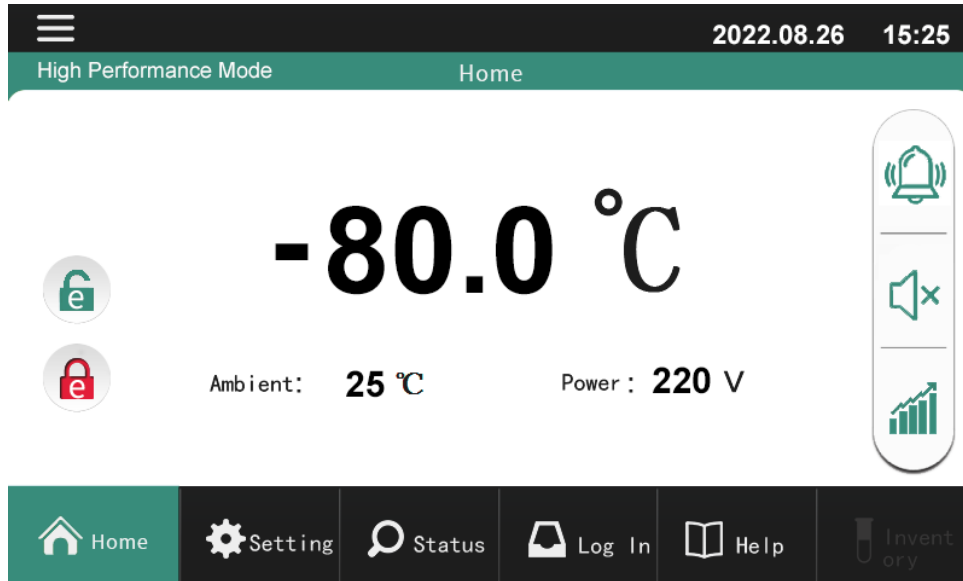 2022.08.26 15:25
High Performance Mode Home
-80.0 ℃
e
e
Ambient: 25 ℃ Power: 220 V
Home Setting Status Log In Help Invent
ory